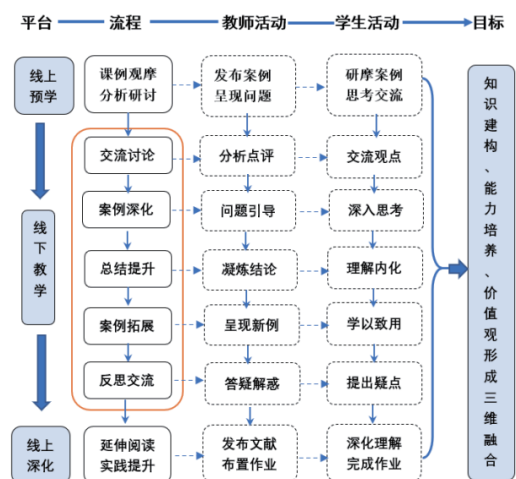 平台
流程
教师活动
学生活动
目标
线上
预学
课例观摩
分析研讨
发布案例
呈现问题
研摩案例
思考交流
交流讨论
分析点评
交流观点
线下教学
案例深化
问题引导
深入思考
总结提升
凝炼结论
理解内化
案例拓展
呈现新例
学以致用
反思交流
答疑解惑
提出疑点
线上
深化
延伸阅读
实践提升
发布文献
布置作业
深化理解
完成作业
知识建构、能力培养、价值观形成三维融合